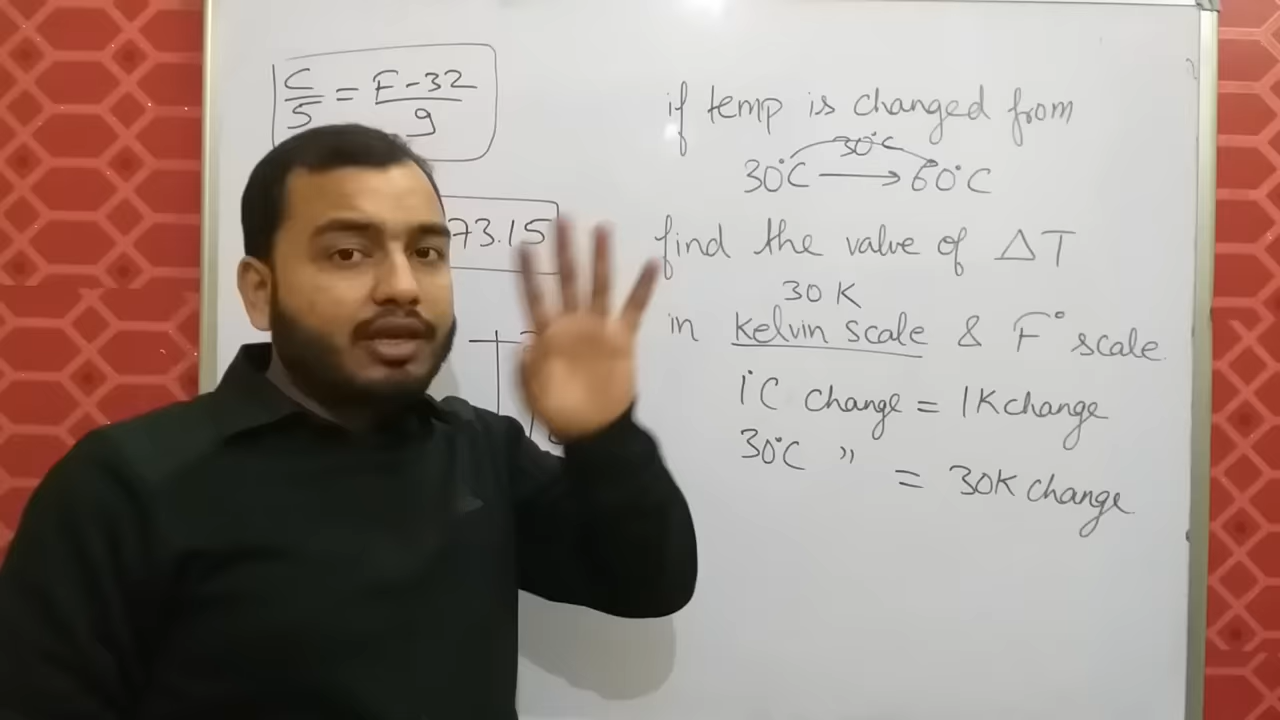 C/5 = F-32/9
73.15
if temp is changed from
30°C
30°C → 60°C
find the value of ΔT
30 K
in Kelvin scale & F° scale
1°C change = 1K change
30°C " = 30K change